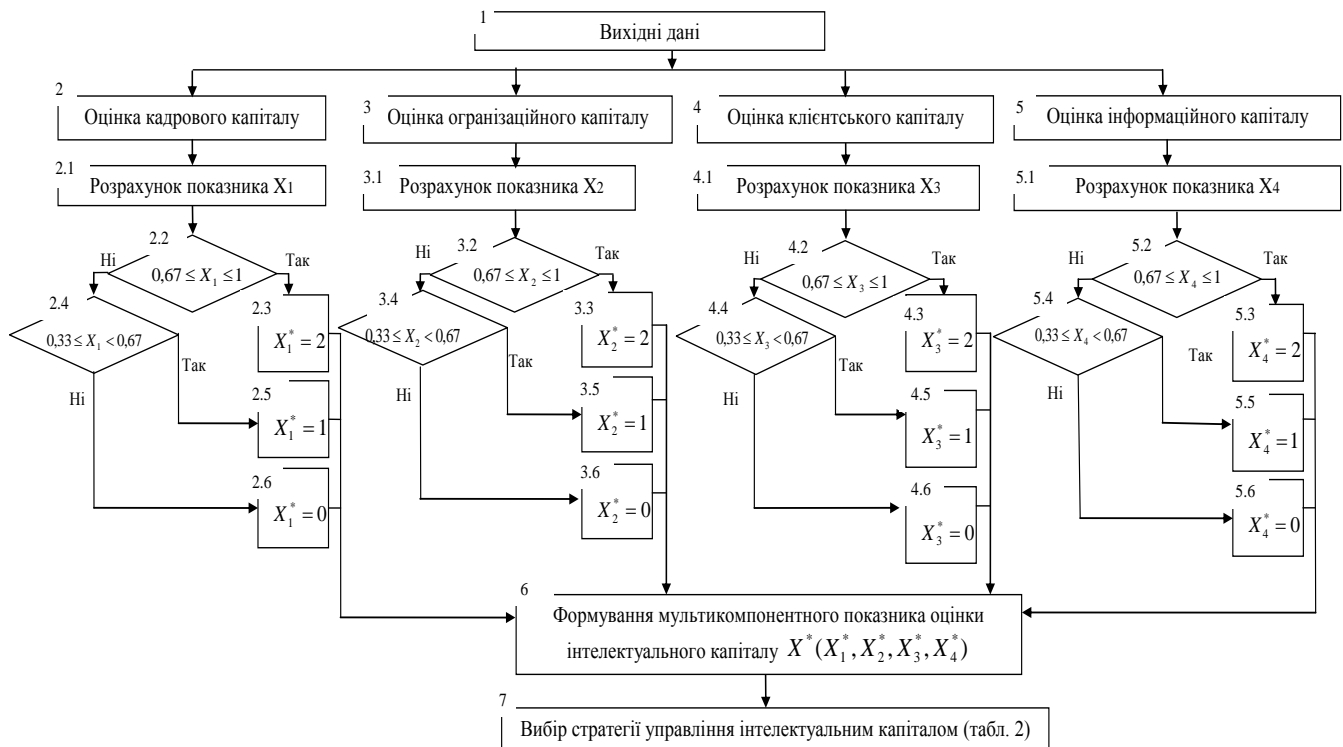 1
Вихідні дані
2
Оцінка кадрового капіталу
3
Оцінка огранізаційного капіталу
4
Оцінка клієнтського капіталу
5
Оцінка інформаційного капіталу
2.1
Розрахунок показника X1
3.1
Розрахунок показника X2
4.1
Розрахунок показника X3
5.1
Розрахунок показника X4
2.2
Ні
0,67 ≤ X₁ ≤ 1
Так
3.2
Ні
0,67 ≤ X₂ ≤ 1
Так
4.2
Ні
0,67 ≤ X₃ ≤ 1
Так
5.2
Ні
0,67 ≤ X₄ ≤ 1
Так
2.4
0,33 ≤ X₁ < 0,67
Так
Ні
2.3
X₁* = 2
3.4
0,33 ≤ X₂ < 0,67
Так
Ні
3.3
X₂* = 2
4.4
0,33 ≤ X₃ < 0,67
Так
Ні
4.3
X₃* = 2
5.4
0,33 ≤ X₄ < 0,67
Так
Ні
5.3
X₄* = 2
2.5
X₁* = 1
3.5
X₂* = 1
4.5
X₃* = 1
5.5
X₄* = 1
2.6
X₁* = 0
3.6
X₂* = 0
4.6
X₃* = 0
5.6
X₄* = 0
6
Формування мультикомпонентного показника оцінки
інтелектуального капіталу X*(X₁*, X₂*, X₃*, X₄*)
7
Вибір стратегії управління інтелектуальним капіталом (табл. 2)